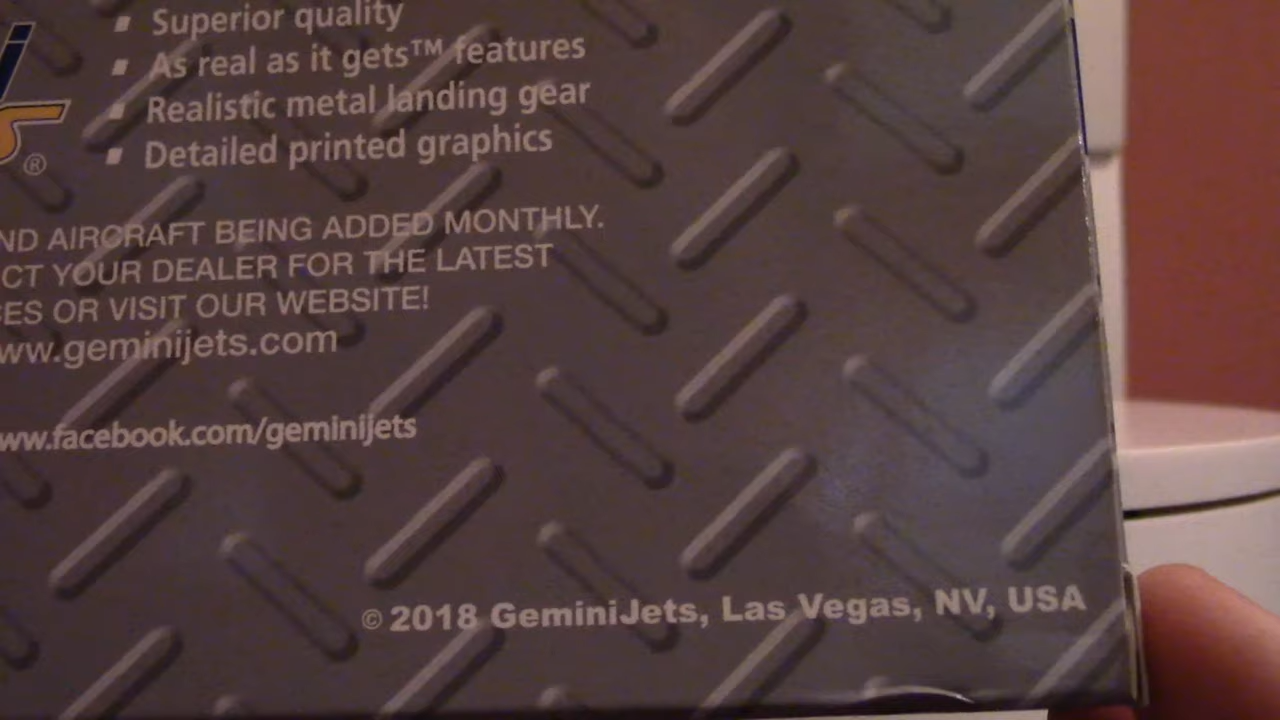 ▪ Superior quality
▪ As real as it gets™ features
▪ Realistic metal landing gear
▪ Detailed printed graphics
®
ND AIRCRAFT BEING ADDED MONTHLY.
CT YOUR DEALER FOR THE LATEST
ES OR VISIT OUR WEBSITE!
ww.geminijets.com
ww.facebook.com/geminijets
© 2018 GeminiJets, Las Vegas, NV, USA